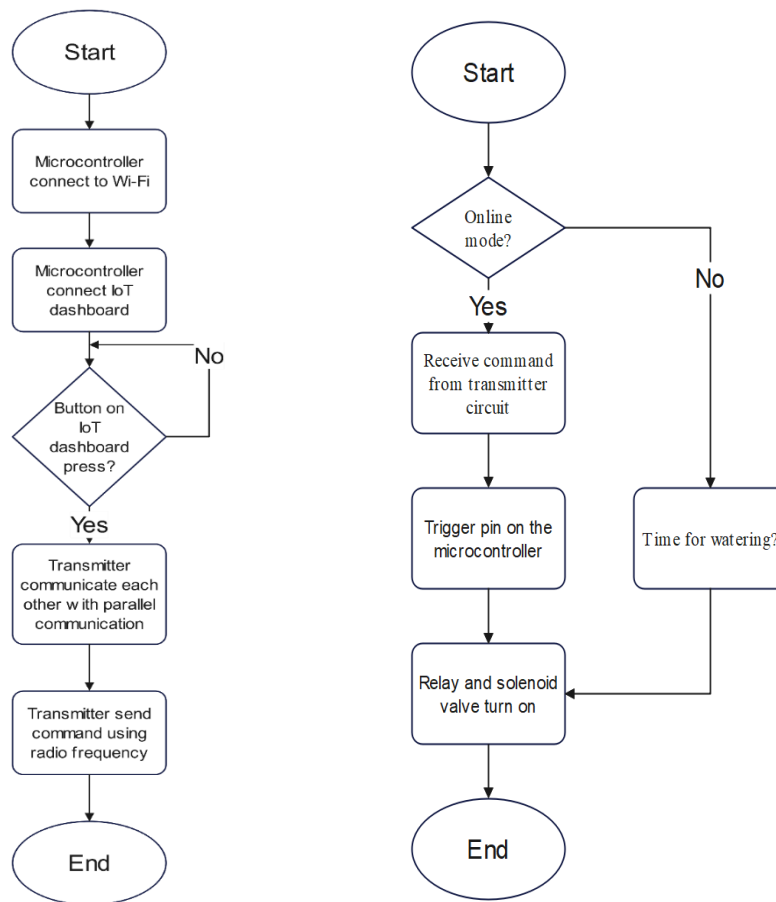 Start
Microcontroller
connect to Wi-Fi
Microcontroller
connect IoT
dashboard
No
Button on
IoT
dashboard
press?
Yes
Transmitter
communicate each
other with parallel
communication
Transmitter send
command using
radio frequency
End
Start
Online
mode?
No
Yes
Receive command
from transmitter
circuit
Trigger pin on the
microcontroller
Time for watering?
Relay and solenoid
valve turn on
End